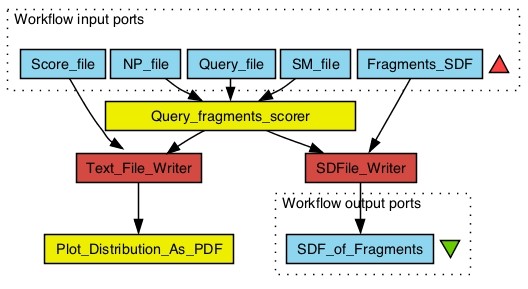 Workflow input ports
Score_file
NP_file
Query_file
SM_file
Fragments_SDF
Query_fragments_scorer
Text_File_Writer
SDFile_Writer
Workflow output ports
Plot_Distribution_As_PDF
SDF_of_Fragments